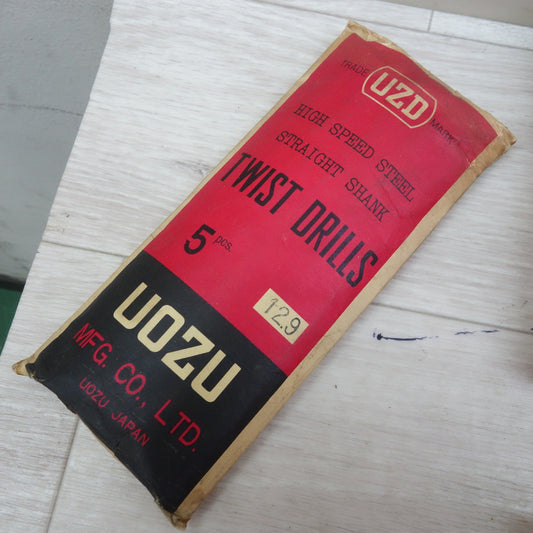 TRADE UZD MARK
HIGH SPEED STEEL
STRAIGHT SHANK
TWIST DRILLS
5 pcs.
12.9
UOZU
MFG. CO., LTD.
UOZU JAPAN